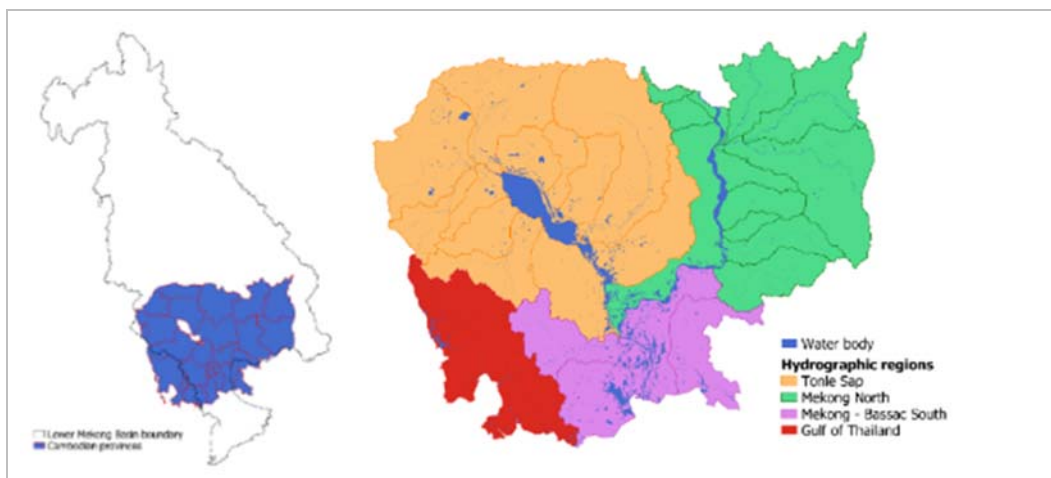 Lower Mekong Basin boundary
Cambodian provinces
Water body
Hydrographic regions
Tonle Sap
Mekong North
Mekong - Bassac South
Gulf of Thailand